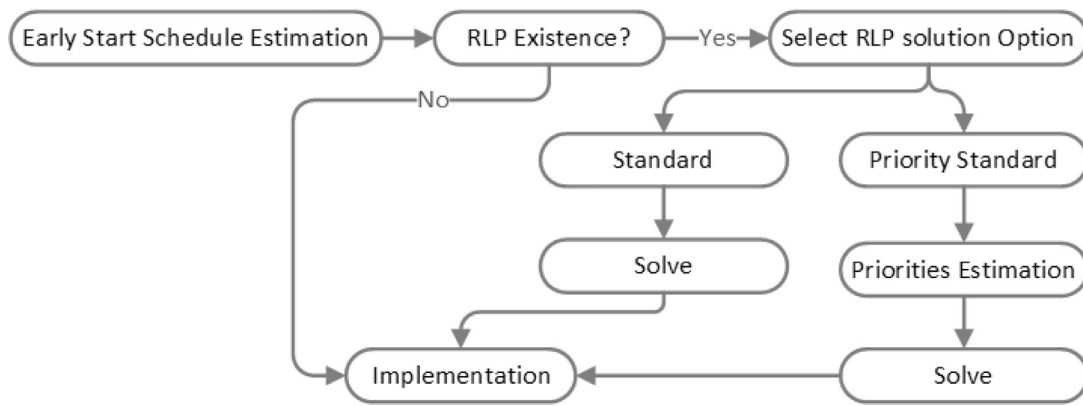 Early Start Schedule Estimation
RLP Existence?
Yes
Select RLP solution Option
No
Standard
Priority Standard
Solve
Priorities Estimation
Implementation
Solve